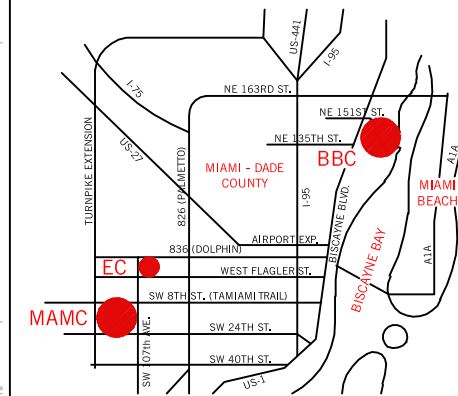 US-441
I-95
I-75
NE 163RD ST.
NE 151ST ST.
US-27
NE 135TH ST.
BBC
A1A
TURNPIKE EXTENSION
826 (PALMETTO)
MIAMI - DADE
COUNTY
I-95
MIAMI
BEACH
BISCAYNE BLVD.
AIRPORT EXP.
836 (DOLPHIN)
BISCAYNE BAY
A1A
EC
WEST FLAGLER ST.
SW 8TH ST. (TAMIAMI TRAIL)
MAMC
SW 24TH ST.
SW 107th AVE.
SW 40TH ST.
US-1